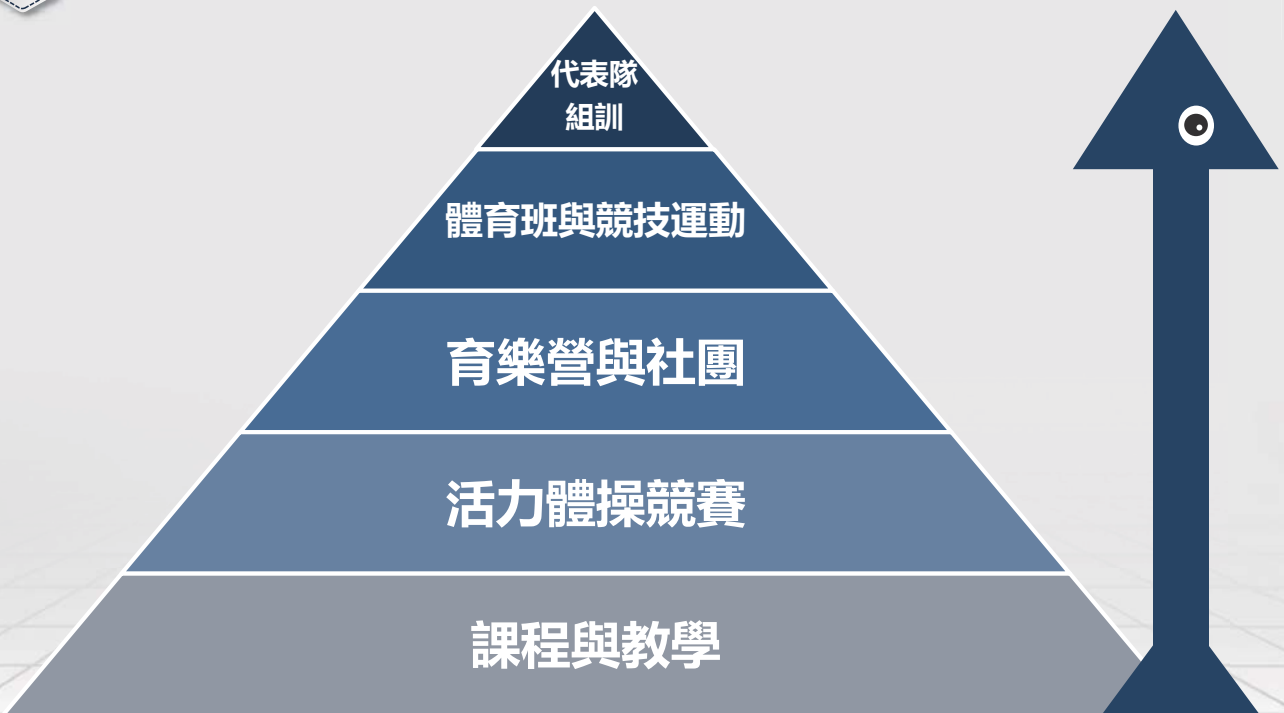 代表隊
組訓
體育班與競技運動
育樂營與社團
活力體操競賽
課程與教學